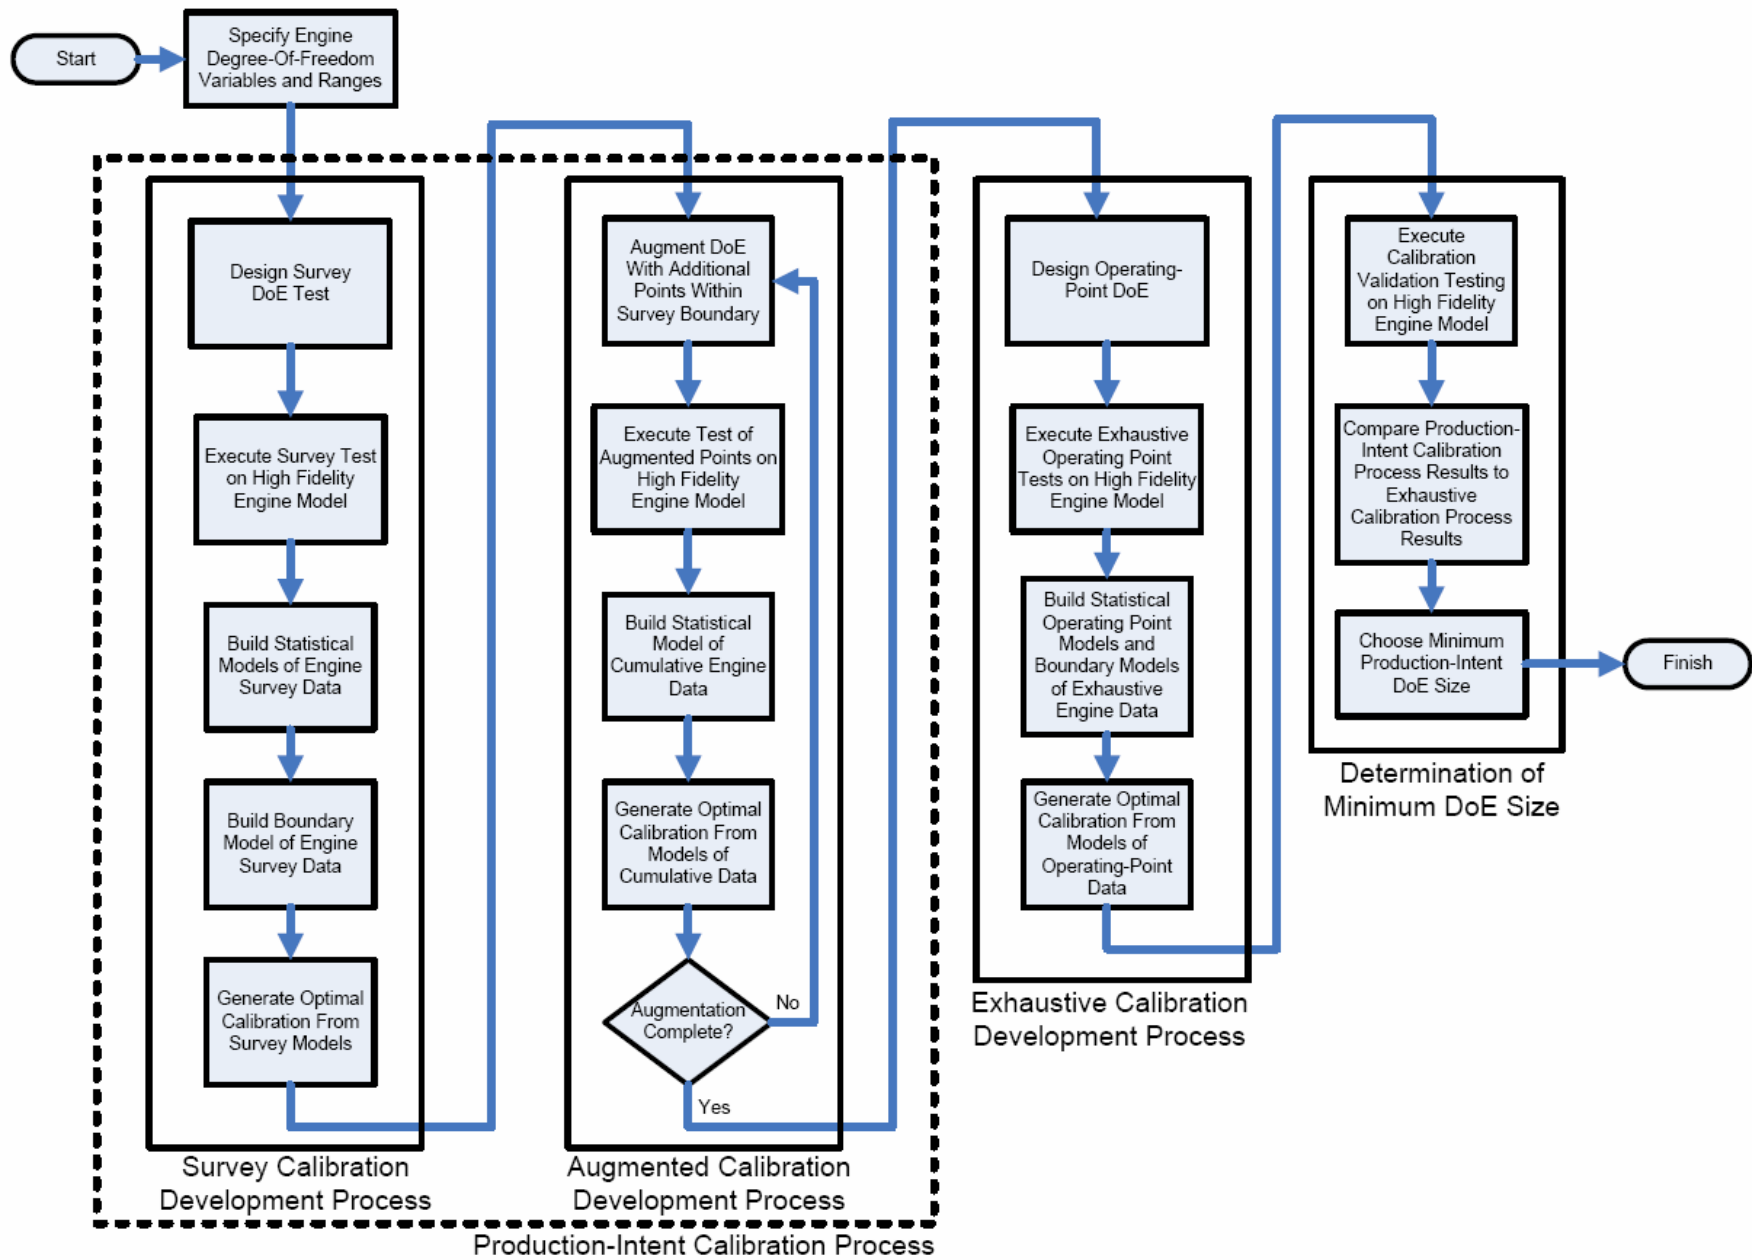 Start
Specify Engine
Degree-Of-Freedom
Variables and Ranges
Design Survey
DoE Test
Execute Survey Test
on High Fidelity
Engine Model
Build Statistical
Models of Engine
Survey Data
Build Boundary
Model of Engine
Survey Data
Generate Optimal
Calibration From
Survey Models
Survey Calibration
Development Process
Augment DoE
With Additional
Points Within
Survey Boundary
Execute Test of
Augmented Points on
High Fidelity
Engine Model
Build Statistical
Model of
Cumulative Engine
Data
Generate Optimal
Calibration From
Models of
Cumulative Data
Augmentation
Complete?
No
Yes
Augmented Calibration
Development Process
Production-Intent Calibration Process
Design Operating-
Point DoE
Execute Exhaustive
Operating Point
Tests on High Fidelity
Engine Model
Build Statistical
Operating Point
Models and
Boundary Models
of Exhaustive
Engine Data
Generate Optimal
Calibration From
Models of
Operating-Point
Data
Exhaustive Calibration
Development Process
Execute
Calibration
Validation Testing
on High Fidelity
Engine Model
Compare Production-
Intent Calibration
Process Results to
Exhaustive
Calibration Process
Results
Choose Minimum
Production-Intent
DoE Size
Determination of
Minimum DoE Size
Finish